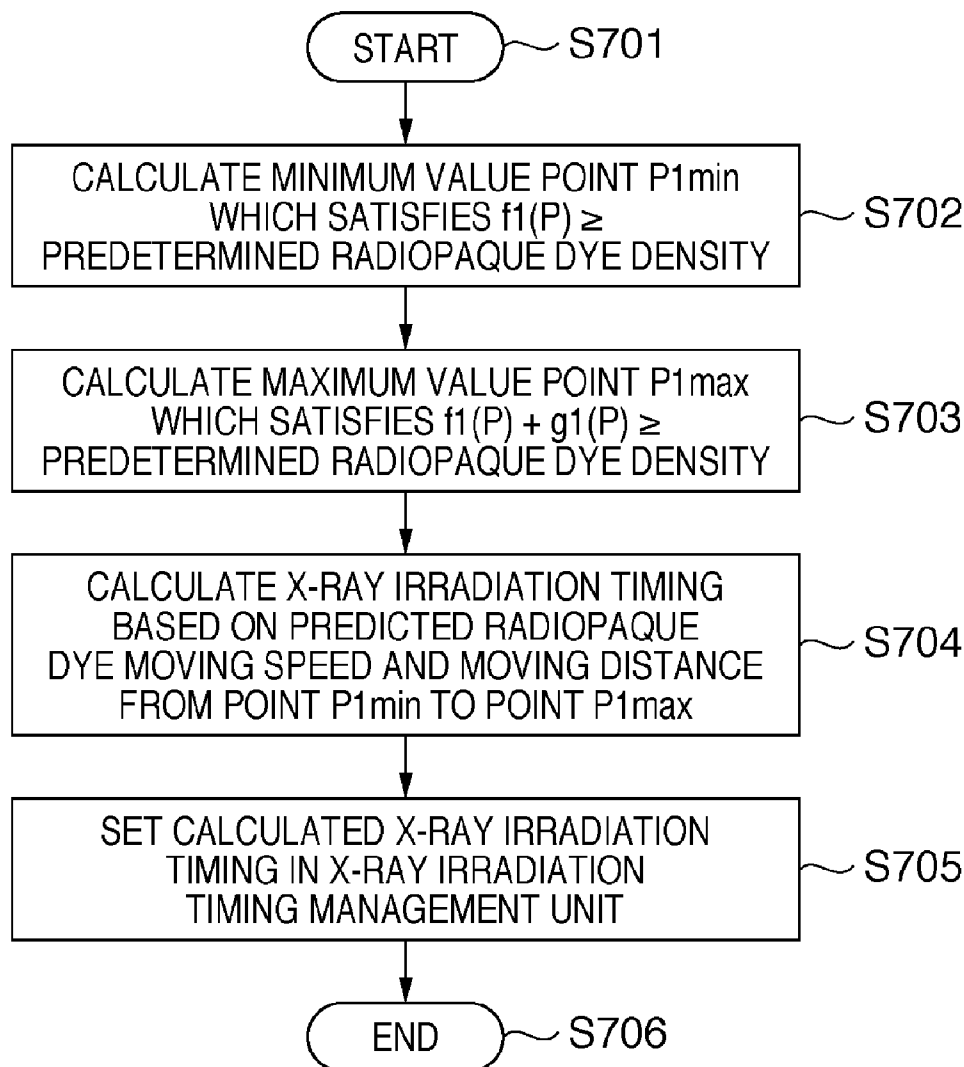 START
S701
CALCULATE MINIMUM VALUE POINT P1min
WHICH SATISFIES f1(P) ≥
PREDETERMINED RADIOPAQUE DYE DENSITY
S702
CALCULATE MAXIMUM VALUE POINT P1max
WHICH SATISFIES f1(P) + g1(P) ≥
PREDETERMINED RADIOPAQUE DYE DENSITY
S703
CALCULATE X-RAY IRRADIATION TIMING
BASED ON PREDICTED RADIOPAQUE
DYE MOVING SPEED AND MOVING DISTANCE
FROM POINT P1min TO POINT P1max
S704
SET CALCULATED X-RAY IRRADIATION
TIMING IN X-RAY IRRADIATION
TIMING MANAGEMENT UNIT
S705
END
S706